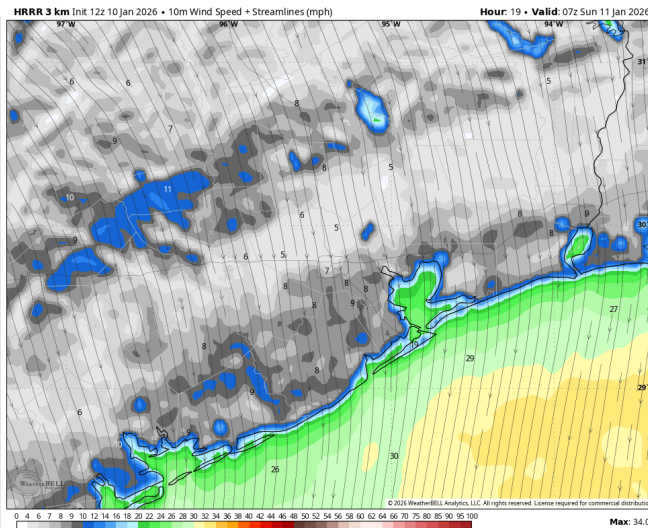 HRRR 3 km Init 12z 10 Jan 2026 • 10m Wind Speed + Streamlines (mph) Hour: 19 • Valid: 07z Sun 11 Jan 2026
97°W 96°W 95°W 94°W
31°
6 6 5
8
7
9
8 5
11
10
6 8 9
5 8 30°
9
6 5
7
8 8 8
8 9
27
19
8 29
8
9 29°
6
9
10
30
26
WEATHERBELL
© 2026 WeatherBELL Analytics, LLC. All rights reserved. License required for commercial distributio
0 4 6 7 8 9 10 12 14 16 18 20 22 24 26 28 30 32 34 36 38 40 42 44 46 48 50 52 54 56 58 60 62 64 66 70 75 80 85 90 95 100
Max: 34.0